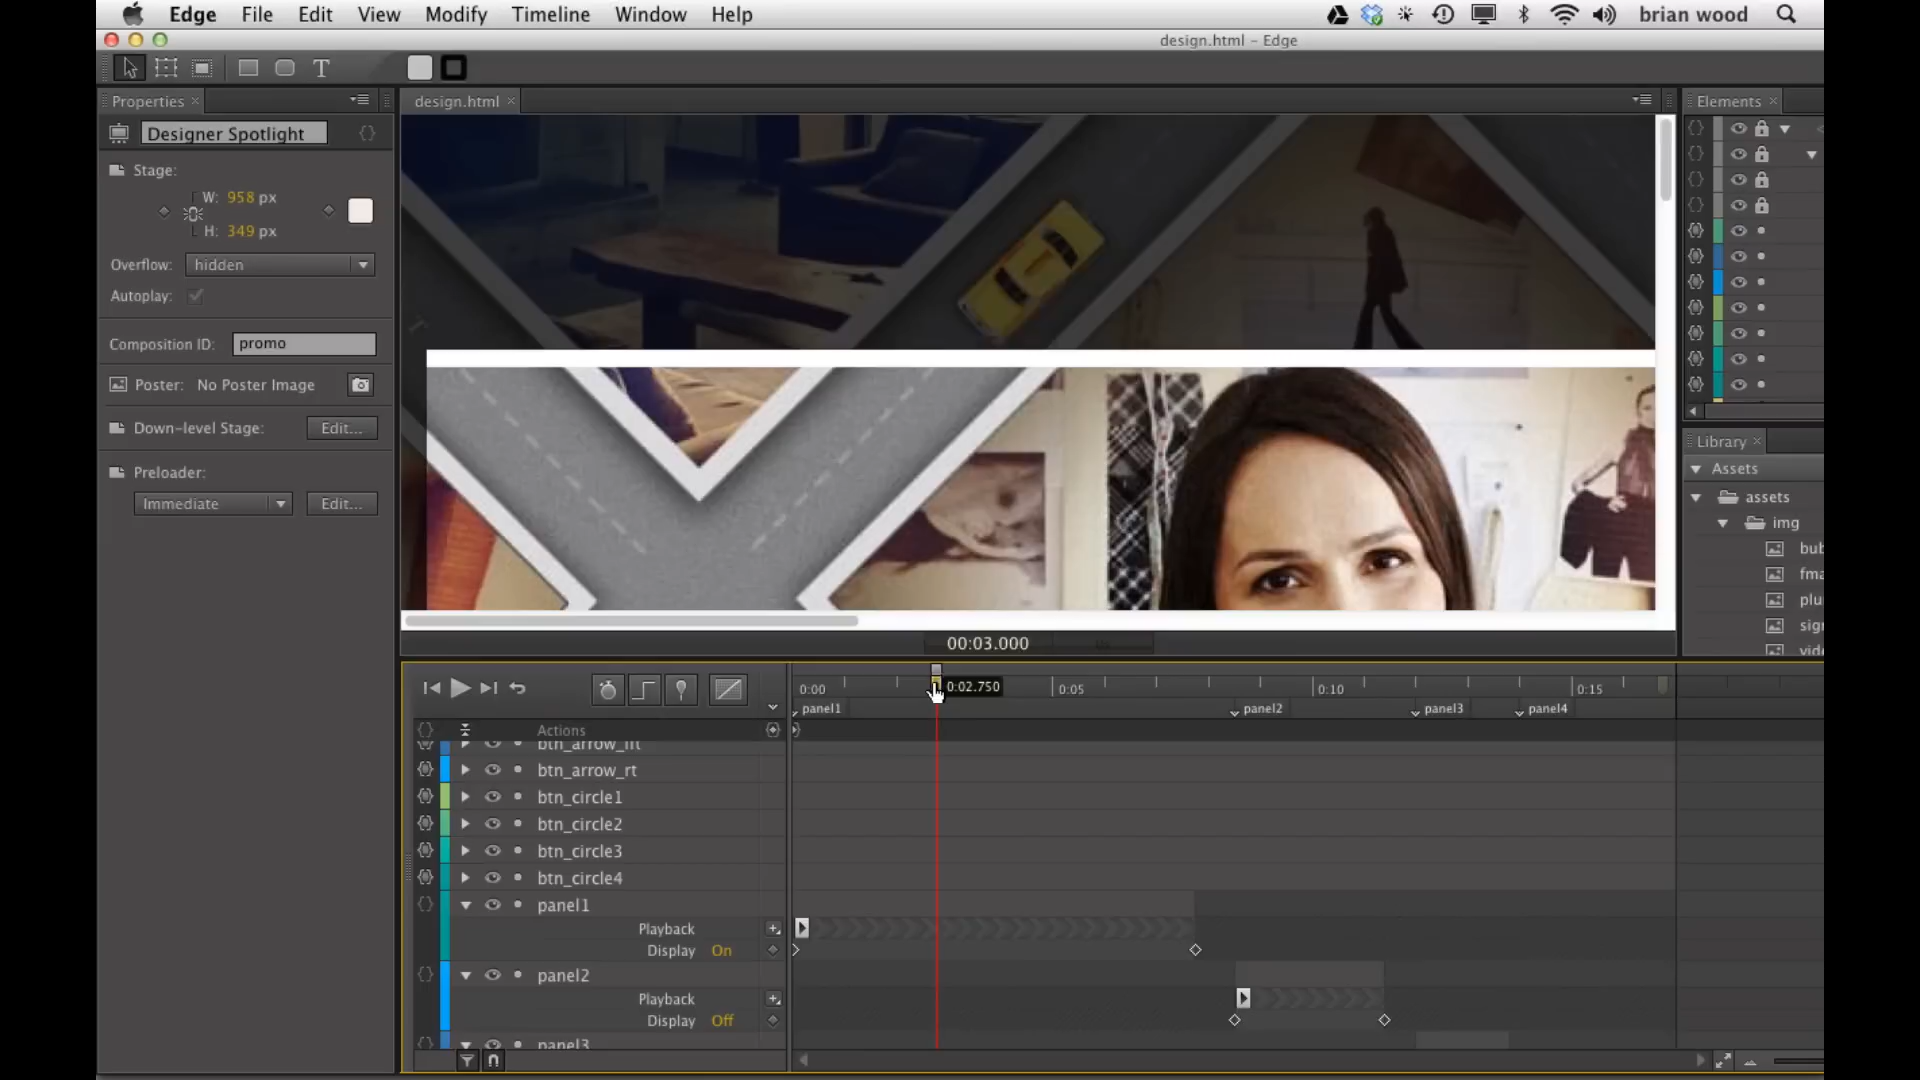 Edge File Edit View Modify Timeline Window Help brian wood
design.html – Edge
T
Properties × design.html × Elements ×
Designer Spotlight
Stage:
W: 958 px
H: 349 px
Overflow: hidden
Autoplay:
Composition ID: promo
Poster: No Poster Image
Down-level Stage: Edit...
Preloader:
Immediate Edit...
Library ×
Assets
assets
img
bub
fma
plu
sign
vide
00:03.000
0:00 0:02.750 0:05 0:10 0:15
panel1 panel2 panel3 panel4
Actions
btn_arrow_lft
btn_arrow_rt
btn_circle1
btn_circle2
btn_circle3
btn_circle4
panel1
Playback
Display On
panel2
Playback
Display Off
panel3